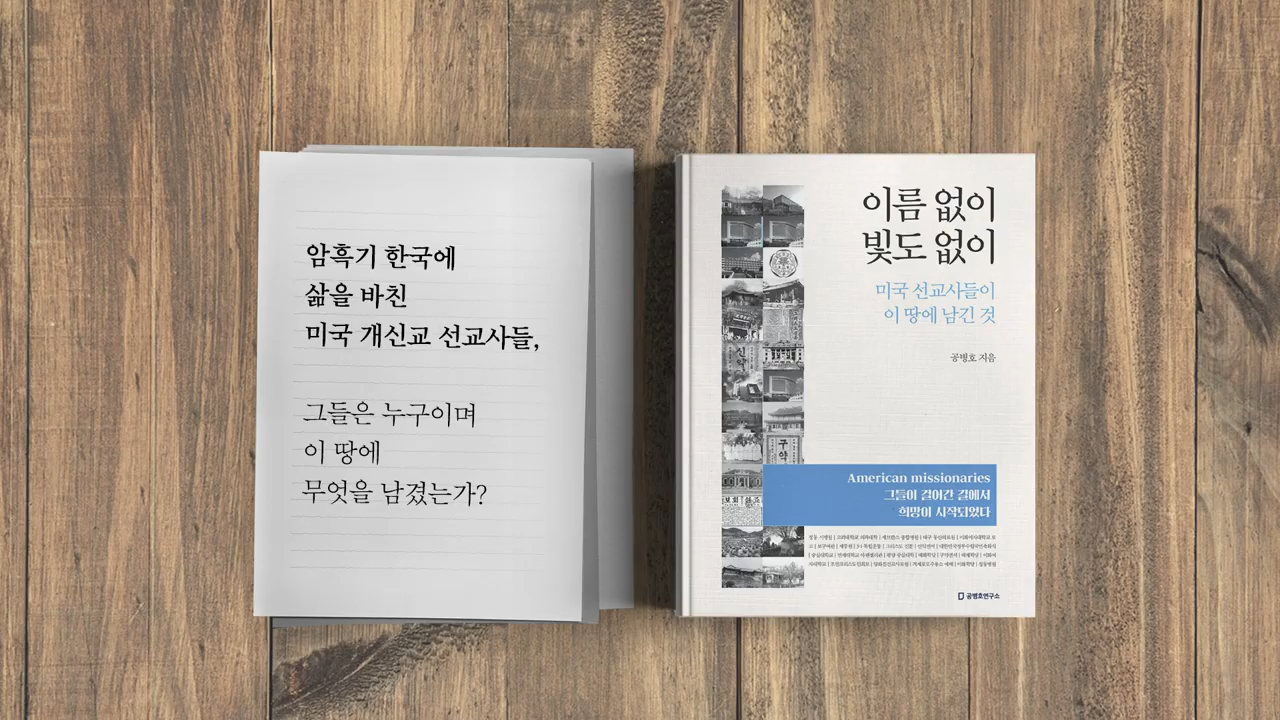 암흑기 한국에
삶을 바친
미국 개신교 선교사들,
그들은 누구이며
이 땅에
무엇을 남겼는가?
이름 없이
빛도 없이
미국 선교사들이
이 땅에 남긴 것
공병호 지음
신약
구약
American missionaries
그들이 걸어간 길에서
희망이 시작되었다
공병호연구소